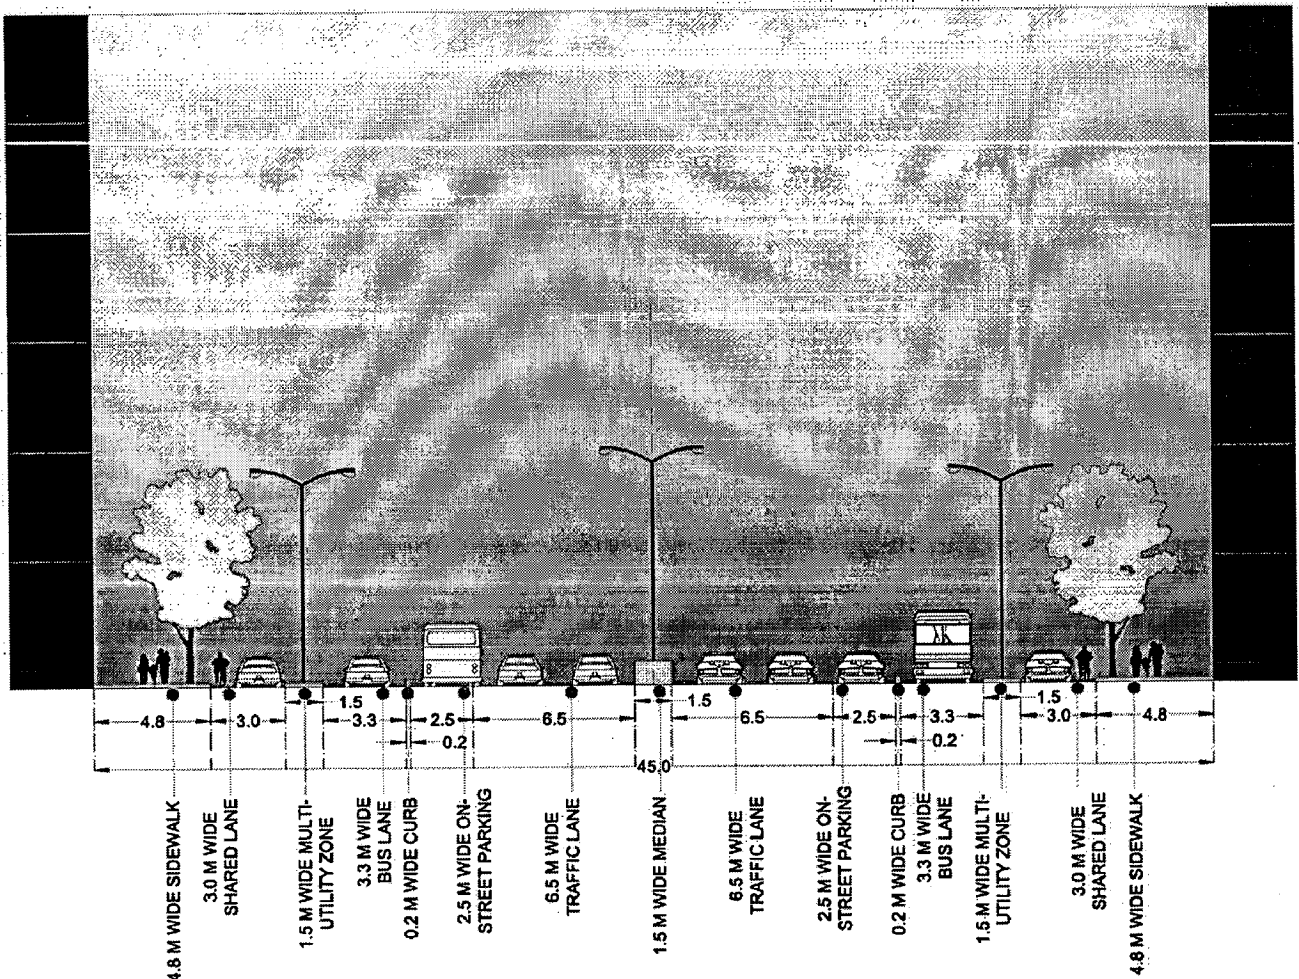 1.5
1.5
1.5
4.8
3.0
3.3
2.5
6.5
6.5
2.5
3.3
3.0
4.8
0.2
0.2
45.0
4.8 M WIDE SIDEWALK
3.0 M WIDE
SHARED LANE
1.5 M WIDE MULTI-
UTILITY ZONE
3.3 M WIDE
BUS LANE
0.2 M WIDE CURB
2.5 M WIDE ON-
STREET PARKING
6.5 M WIDE
TRAFFIC LANE
1.5 M WIDE MEDIAN
6.5 M WIDE
TRAFFIC LANE
2.5 M WIDE ON-
STREET PARKING
0.2 M WIDE CURB
3.3 M WIDE
BUS LANE
1.5 M WIDE MULTI-
UTILITY ZONE
3.0 M WIDE
SHARED LANE
4.8 M WIDE SIDEWALK